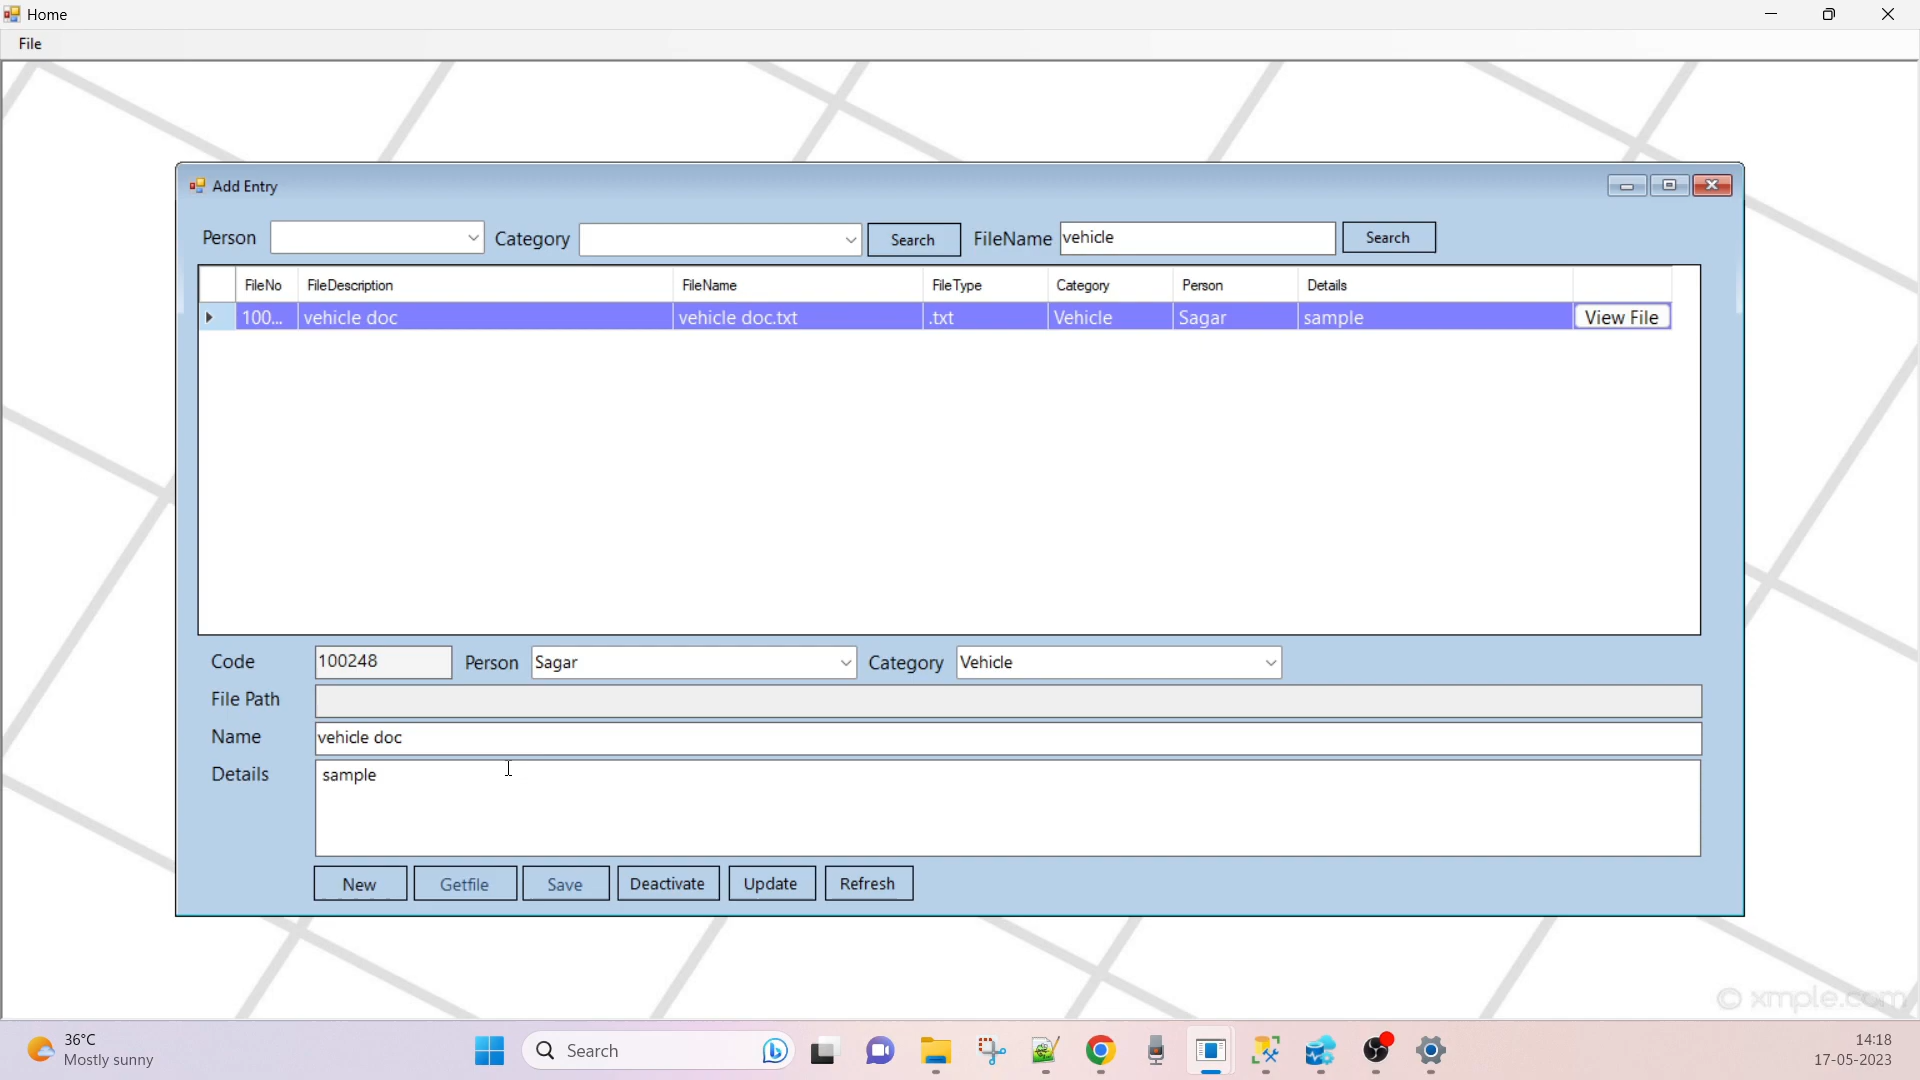 Home
File
Add Entry
Person Category Search FileName vehicle Search
FileNo FileDescription FileName FileType Category Person Details
100... vehicle doc vehicle doc.txt .txt Vehicle Sagar sample View File
Code 100248 Person Sagar Category Vehicle
File Path
Name vehicle doc
Details sample
New Getfile Save Deactivate Update Refresh
© xmple.com
36°C
Mostly sunny
Search
14:18
17-05-2023